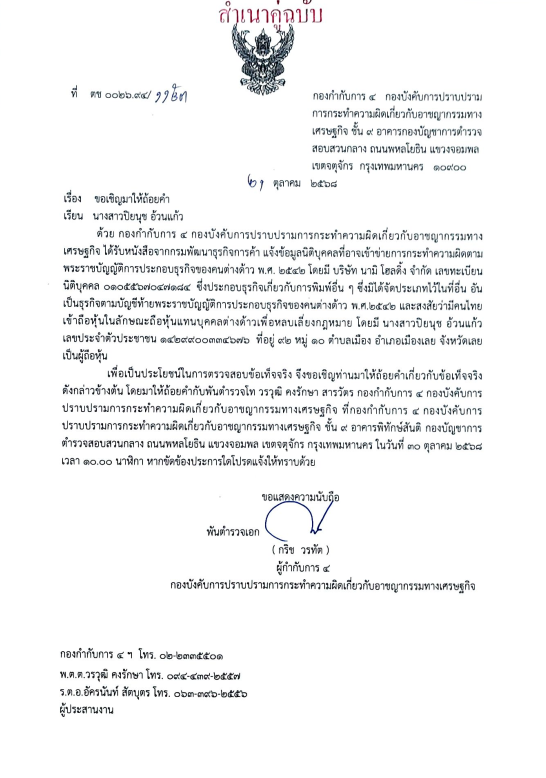 สำเนาคู่ฉบับ
ที่ ตช ๐๐๒๖.๙๔/
กองกำกับการ ๔ กองบังคับการปราบปราม
การกระทำความผิดเกี่ยวกับอาชญากรรมทาง
เศรษฐกิจ ชั้น ๙ อาคารกองบัญชาการตำรวจ
สอบสวนกลาง ถนนพหลโยธิน แขวงจอมพล
เขตจตุจักร กรุงเทพมหานคร ๑๐๙๐๐
๒๑ ตุลาคม ๒๕๖๘
เรื่อง ขอเชิญมาให้ถ้อยคำ
เรียน นางสาวปิยนุช อ้วนแก้ว
ด้วย กองกำกับการ ๔ กองบังคับการปราบปรามการกระทำความผิดเกี่ยวกับอาชญากรรมทาง
เศรษฐกิจ ได้รับหนังสือจากกรมพัฒนาธุรกิจการค้า แจ้งข้อมูลนิติบุคคลที่อาจเข้าข่ายการกระทำความผิดตาม
พระราชบัญญัติการประกอบธุรกิจของคนต่างด้าว พ.ศ. ๒๕๔๒ โดยมี บริษัท นามิ โฮลดิ้ง จำกัด เลขทะเบียน
นิติบุคคล ๐๑๐๕๕๖๗๐๔๗๑๘๔ ซึ่งประกอบธุรกิจเกี่ยวกับการพิมพ์อื่น ๆ ซึ่งมิได้จัดประเภทไว้ในที่อื่น อัน
เป็นธุรกิจตามบัญชีท้ายพระราชบัญญัติการประกอบธุรกิจของคนต่างด้าว พ.ศ.๒๕๔๒ และสงสัยว่ามีคนไทย
เข้าถือหุ้นในลักษณะถือหุ้นแทนบุคคลต่างด้าวเพื่อหลบเลี่ยงกฎหมาย โดยมี นางสาวปิยนุช อ้วนแก้ว
เลขประจำตัวประชาชน ๑๔๒๙๙๐๐๓๓๔๖๗๖ ที่อยู่ ๙๒ หมู่ ๑๐ ตำบลเมือง อำเภอเมืองเลย จังหวัดเลย
เป็นผู้ถือหุ้น
เพื่อเป็นประโยชน์ในการตรวจสอบข้อเท็จจริง จึงขอเชิญท่านมาให้ถ้อยคำเกี่ยวกับข้อเท็จจริง
ดังกล่าวข้างต้น โดยมาให้ถ้อยคำกับพันตำรวจโท วรวุฒิ คงรักษา สารวัตร กองกำกับการ ๔ กองบังคับการ
ปราบปรามการกระทำความผิดเกี่ยวกับอาชญากรรมทางเศรษฐกิจ ที่กองกำกับการ ๔ กองบังคับการ
ปราบปรามการกระทำความผิดเกี่ยวกับอาชญากรรมทางเศรษฐกิจ ชั้น ๙ อาคารพิทักษ์สันติ กองบัญชาการ
ตำรวจสอบสวนกลาง ถนนพหลโยธิน แขวงจอมพล เขตจตุจักร กรุงเทพมหานคร ในวันที่ ๓๐ ตุลาคม ๒๕๖๘
เวลา ๑๐.๐๐ นาฬิกา หากขัดข้องประการใดโปรดแจ้งให้ทราบด้วย
ขอแสดงความนับถือ
พันตำรวจเอก
( กริช วรทัต )
ผู้กำกับการ ๔
กองบังคับการปราบปรามการกระทำความผิดเกี่ยวกับอาชญากรรมทางเศรษฐกิจ
กองกำกับการ ๔ ฯ โทร. ๐๒-๒๓๓๕๕๐๑
พ.ต.ต.วรวุฒิ คงรักษา โทร. ๐๙๔-๔๓๙-๒๕๕๗
ร.ต.อ.อัครนันท์ สัตบุตร โทร. ๐๖๓-๓๙๖-๒๕๕๖
ผู้ประสานงาน